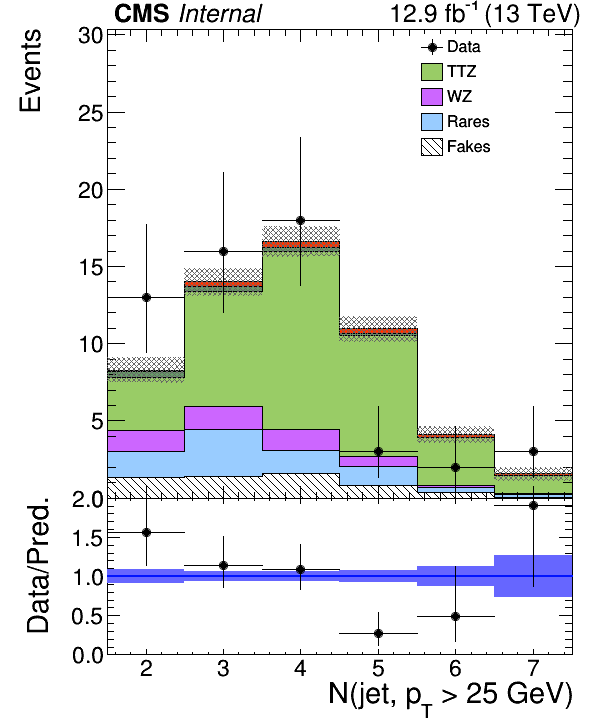 CMS Internal 12.9 fb-1 (13 TeV)
Events
30
25
20
15
10
5
Data
TTZ
WZ
Rares
Fakes
Data/Pred.
2.0
1.5
1.0
0.5
0.0
2 3 4 5 6 7
N(jet, pT > 25 GeV)